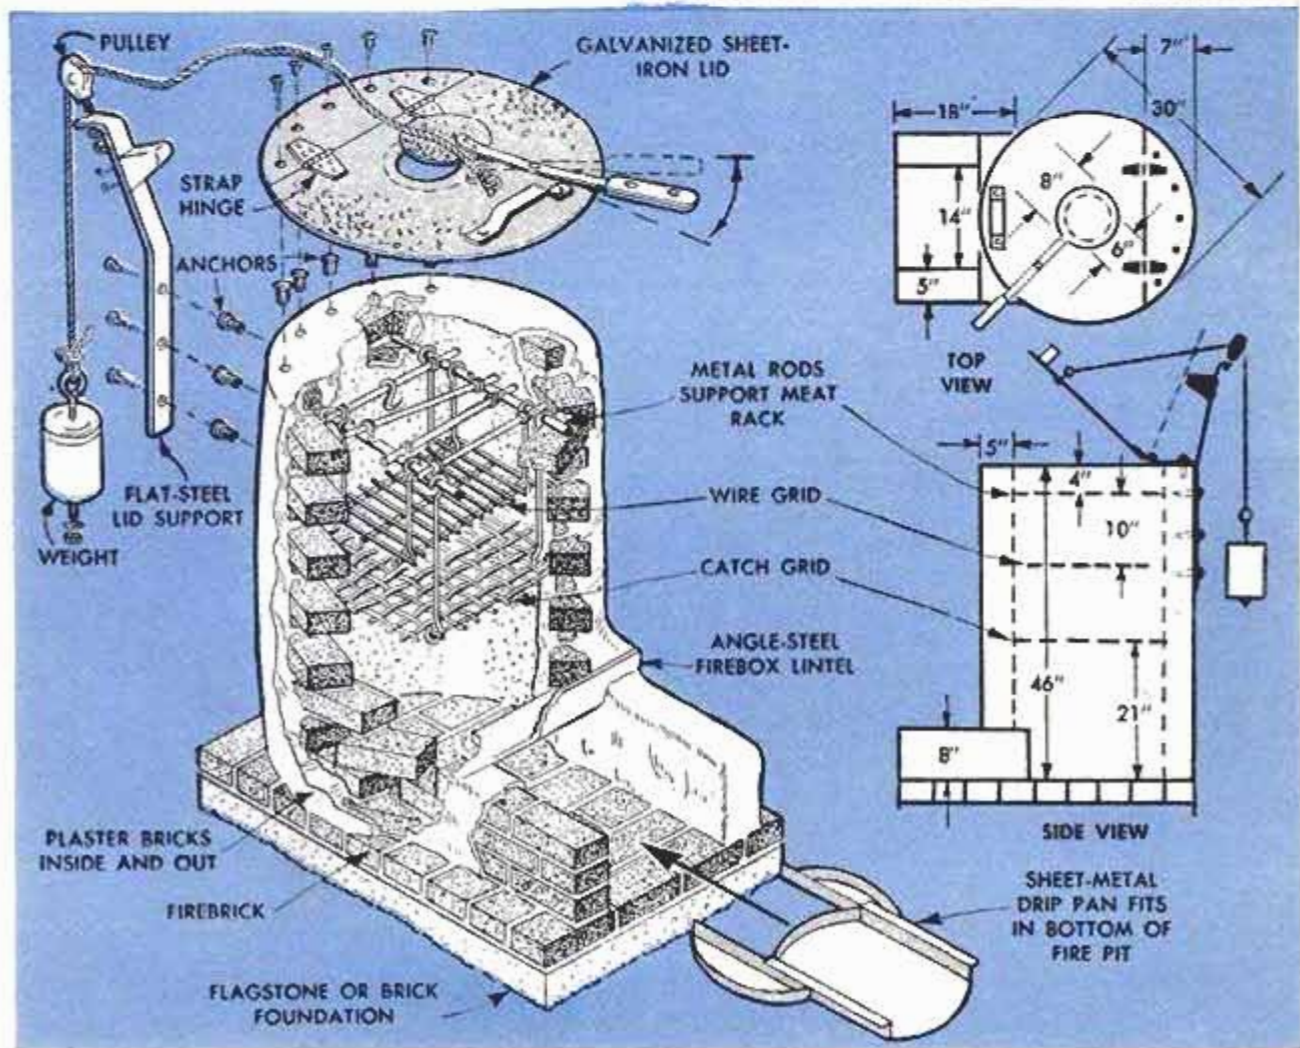 PULLEY
GALVANIZED SHEET-
IRON LID
STRAP
HINGE
ANCHORS
FLAT-STEEL
LID SUPPORT
WEIGHT
METAL RODS
SUPPORT MEAT
RACK
WIRE GRID
CATCH GRID
ANGLE-STEEL
FIREBOX LINTEL
PLASTER BRICKS
INSIDE AND OUT
FIREBRICK
FLAGSTONE OR BRICK
FOUNDATION
7"
30"
18"
8"
14"
6"
5"
TOP
VIEW
5"
4"
10"
46"
21"
8"
SIDE VIEW
SHEET-METAL
DRIP PAN FITS
IN BOTTOM OF
FIRE PIT